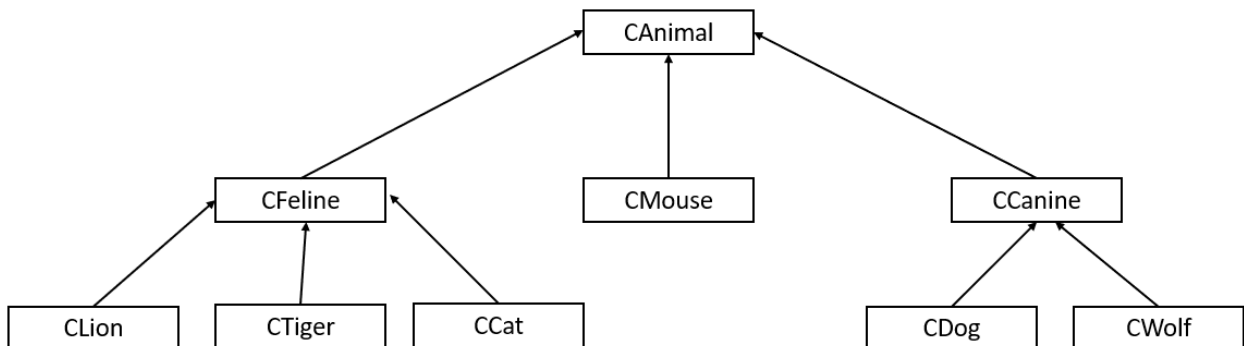 CAnimal
CFeline
CMouse
CCanine
CLion
CTiger
CCat
CDog
CWolf